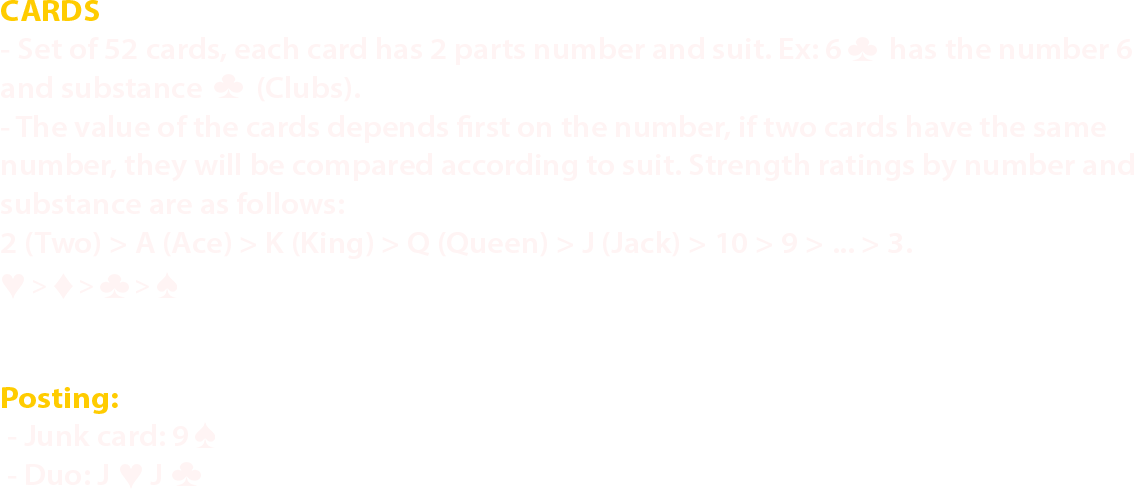 CARDS
- Set of 52 cards, each card has 2 parts number and suit. Ex: 6 ♣ has the number 6
and substance ♣ (Clubs).
- The value of the cards depends first on the number, if two cards have the same
number, they will be compared according to suit. Strength ratings by number and
substance are as follows:
2 (Two) > A (Ace) > K (King) > Q (Queen) > J (Jack) > 10 > 9 > ... > 3.
♥ > ♦ > ♣ > ♠
Posting:
- Junk card: 9 ♠
- Duo: J ♥ J ♣